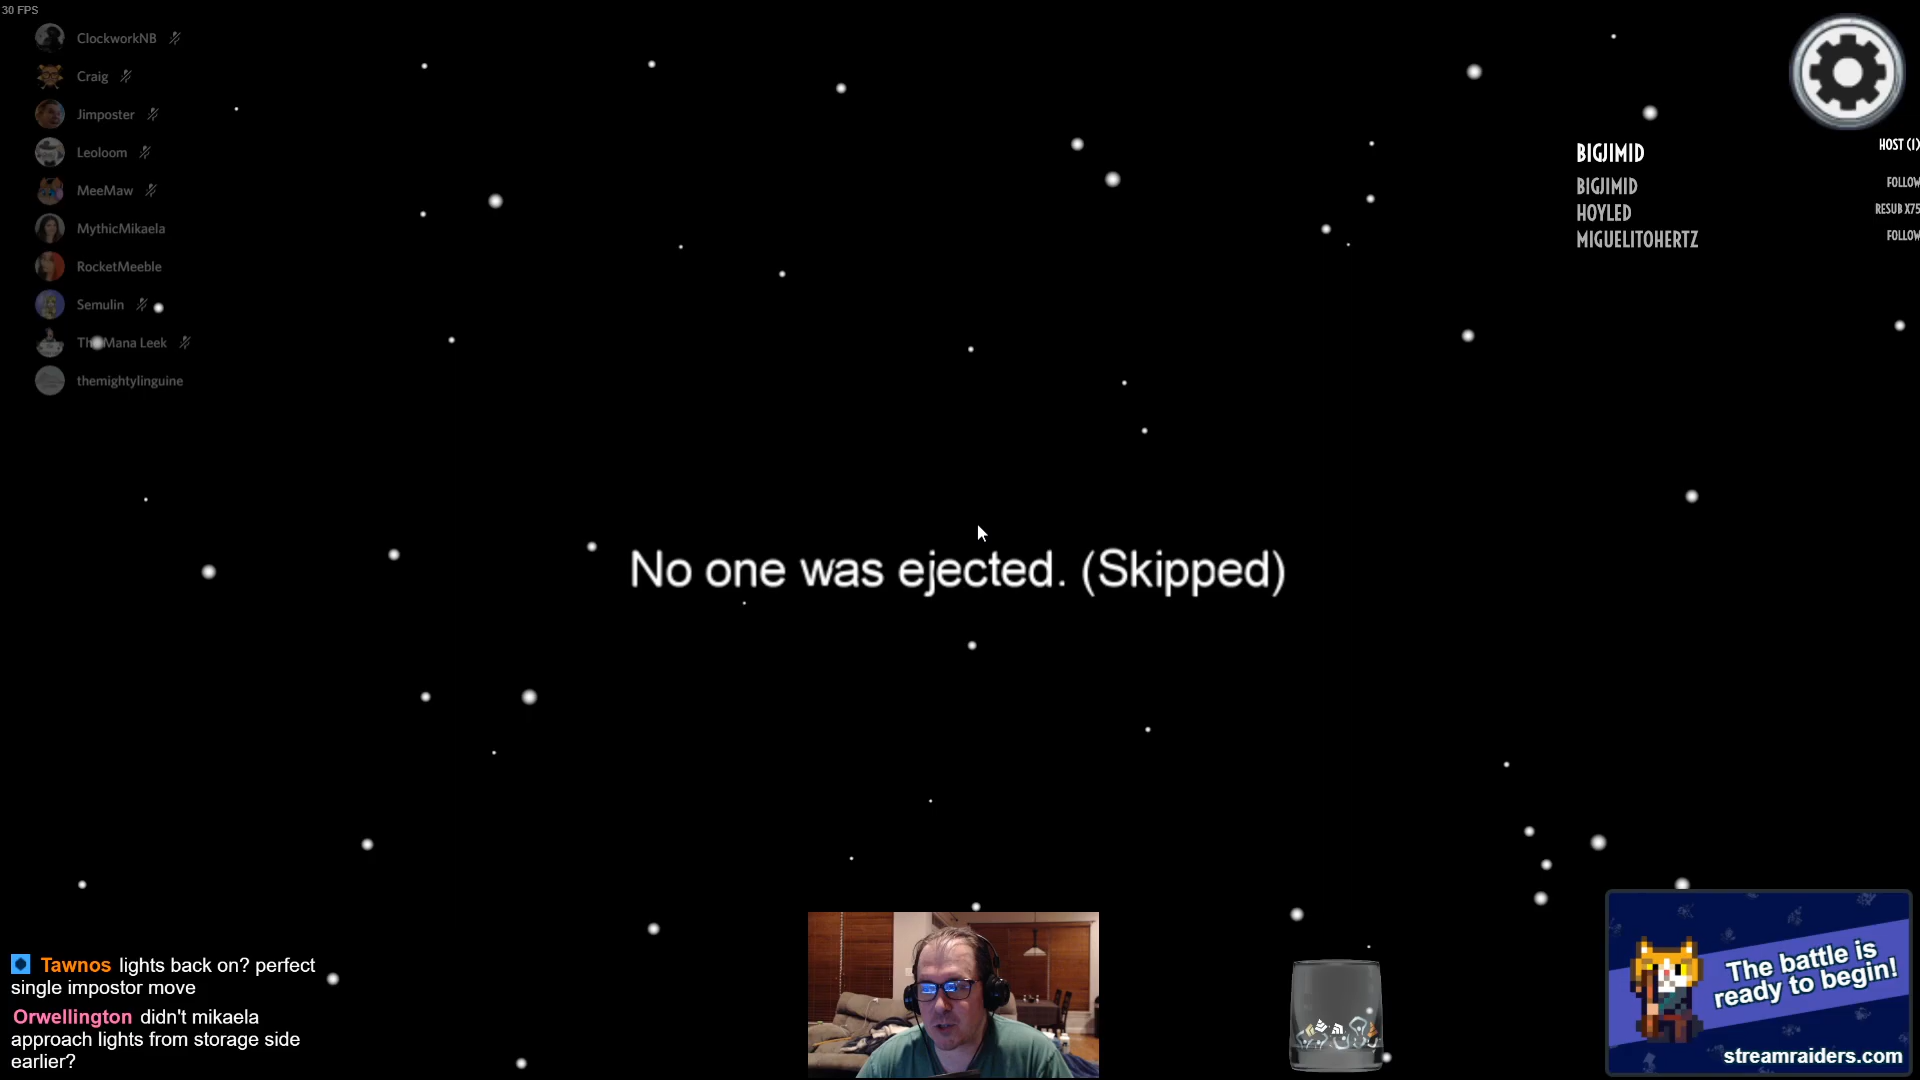 30 FPS
ClockworkNB
Craig
Jimposter
Leoloom
MeeMaw
MythicMikaela
RocketMeeble
Semulin
The Mana Leek
themightylinguine
BIGJIMID HOST (1)
BIGJIMID FOLLOW
HOYLED RESUB X75
MIGUELITOHERTZ FOLLOW
No one was ejected. (Skipped)
Tawnos lights back on? perfect
single impostor move
Orwellington didn't mikaela
approach lights from storage side
earlier?
The battle is
ready to begin!
streamraiders.com